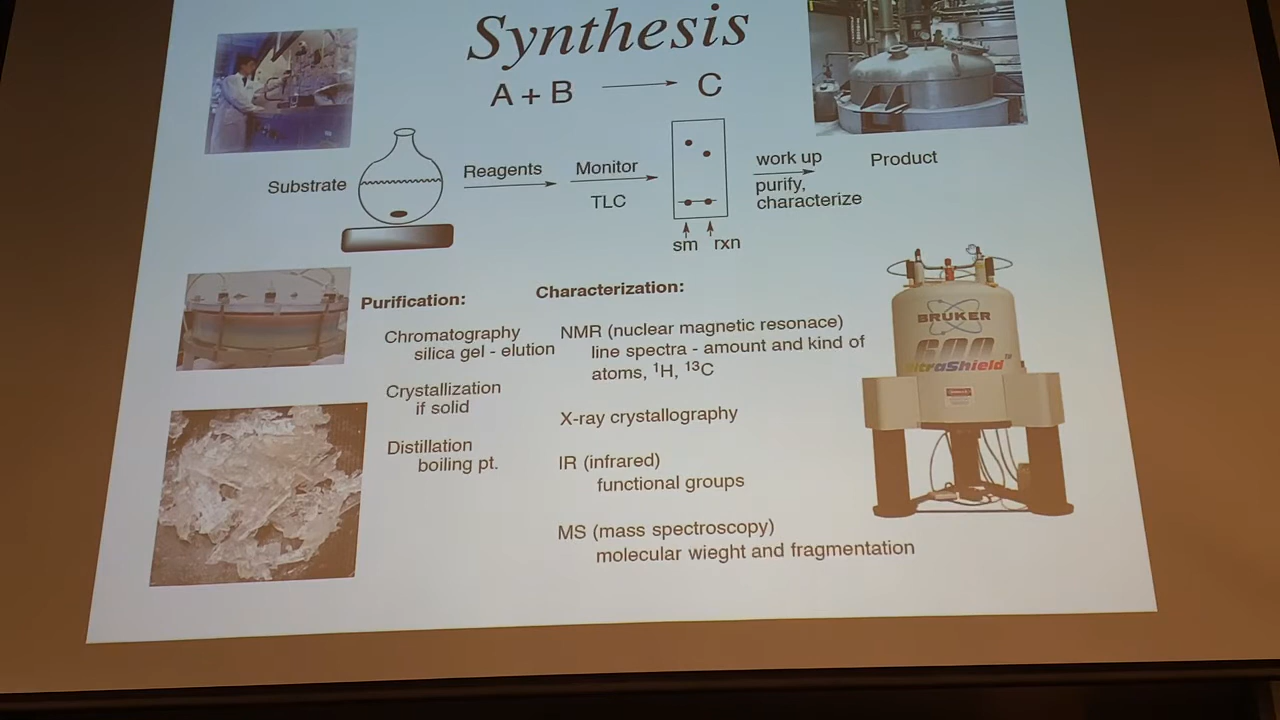 Synthesis
A + B → C
Substrate
Reagents
Monitor
TLC
sm rxn
work up
purify,
characterize
Product
Purification:
Chromatography
silica gel - elution
Crystallization
if solid
Distillation
boiling pt.
Characterization:
NMR (nuclear magnetic resonace)
line spectra - amount and kind of
atoms, ¹H, ¹³C
X-ray crystallography
IR (infrared)
functional groups
MS (mass spectroscopy)
molecular wieght and fragmentation
BRUKER
600
UltraShield™